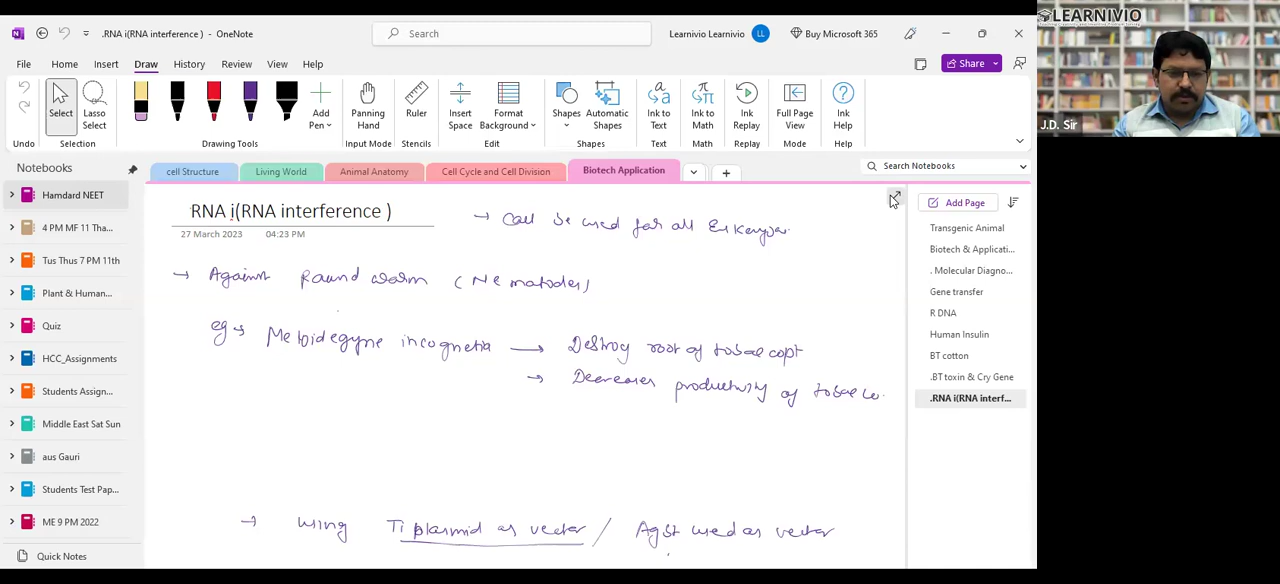 LEARNIVIO
.RNA i(RNA interference ) - OneNote
Search
Learnivio Learnivio
LL
Buy Microsoft 365
File
Home
Insert
Draw
History
Review
View
Help
Share
Select
Lasso
Select
Add
Pen
Panning
Hand
Ruler
Insert
Space
Format
Background
Shapes
Automatic
Shapes
Ink to
Text
Ink to
Math
Ink
Replay
Full Page
View
Ink
Help
Undo
Selection
Drawing Tools
Input Mode
Stencils
Edit
Shapes
Text
Math
Replay
Mode
Help
J.D. Sir
Notebooks
cell Structure
Living World
Animal Anatomy
Cell Cycle and Cell Division
Biotech Application
Search Notebooks
Hamdard NEET
4 PM MF 11 Tha...
Tus Thus 7 PM 11th
Plant & Human...
Quiz
HCC_Assignments
Students Assign...
Middle East Sat Sun
aus Gauri
Students Test Pap...
ME 9 PM 2022
Quick Notes
RNA i(RNA interference )
27 March 2023 04:23 PM
→ Can be used for all
→ Against Round worm (Nematodes)
eg → → Destroy root of
→ Decreases productivity of tobacco
→ using Ti plasmid as vector / used as vector
Add Page
Transgenic Animal
Biotech & Applicati...
. Molecular Diagno...
Gene transfer
R DNA
Human Insulin
BT cotton
.BT toxin & Cry Gene
.RNA i(RNA interf...